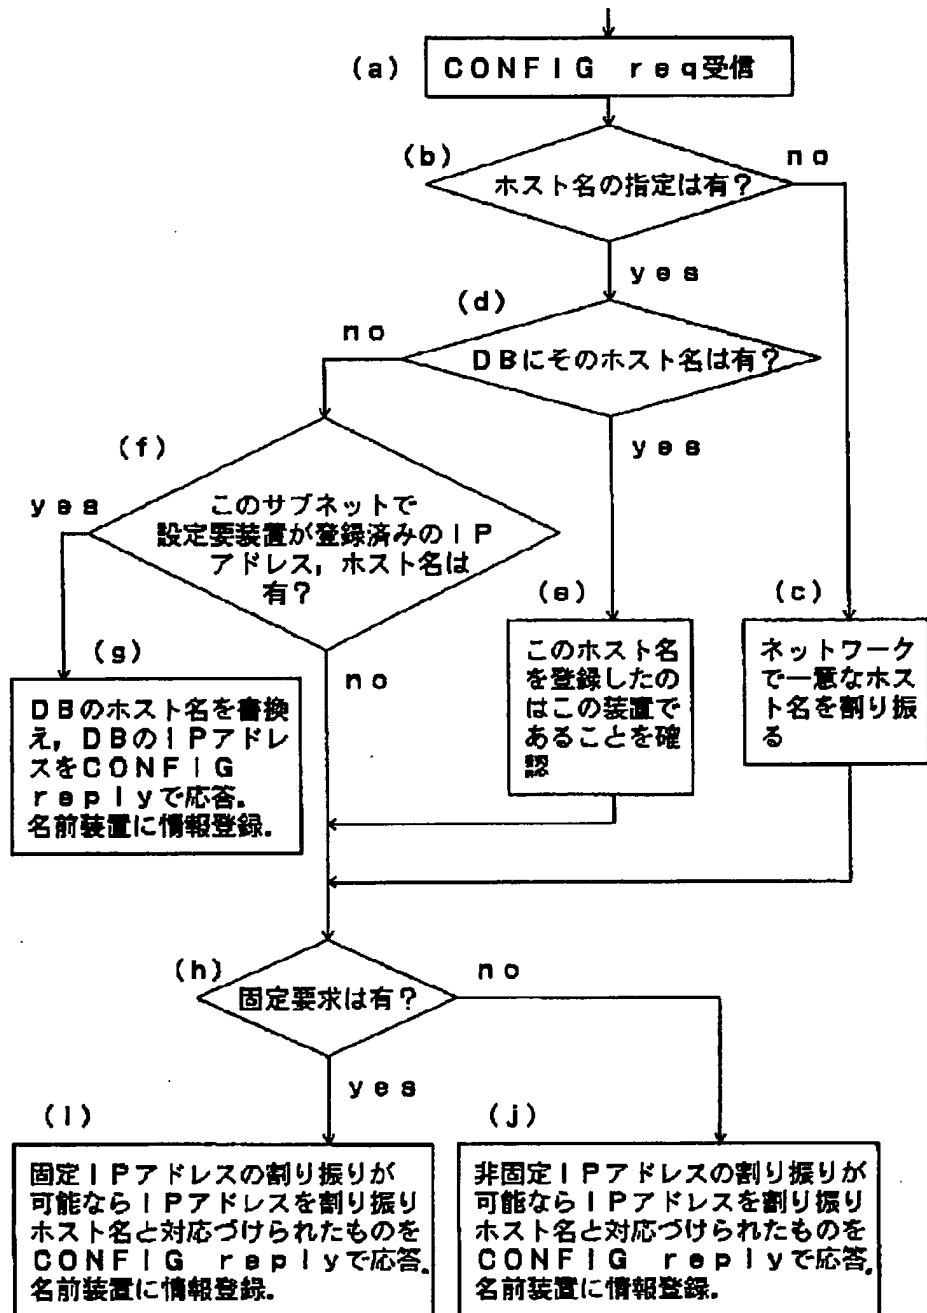 (a)
CONFIG req受信
(b)
no
ホスト名の指定は有?
yes
(d)
no
DBにそのホスト名は有?
yes
(f)
yes
このサブネットで
設定要装置が登録済みのIP
アドレス,ホスト名は
有?
no
(e)
このホスト名
を登録したの
はこの装置で
あることを確
認
(c)
ネットワーク
で一意なホス
ト名を割り振
る
(g)
DBのホスト名を書換
え,DBのIPアドレ
スをCONFIG
replyで応答.
名前装置に情報登録.
(h)
no
固定要求は有?
yes
(i)
固定IPアドレスの割り振りが
可能ならIPアドレスを割り振り
ホスト名と対応づけられたものを
CONFIG replyで応答.
名前装置に情報登録.
(j)
非固定IPアドレスの割り振りが
可能ならIPアドレスを割り振り
ホスト名と対応づけられたものを
CONFIG replyで応答.
名前装置に情報登録.